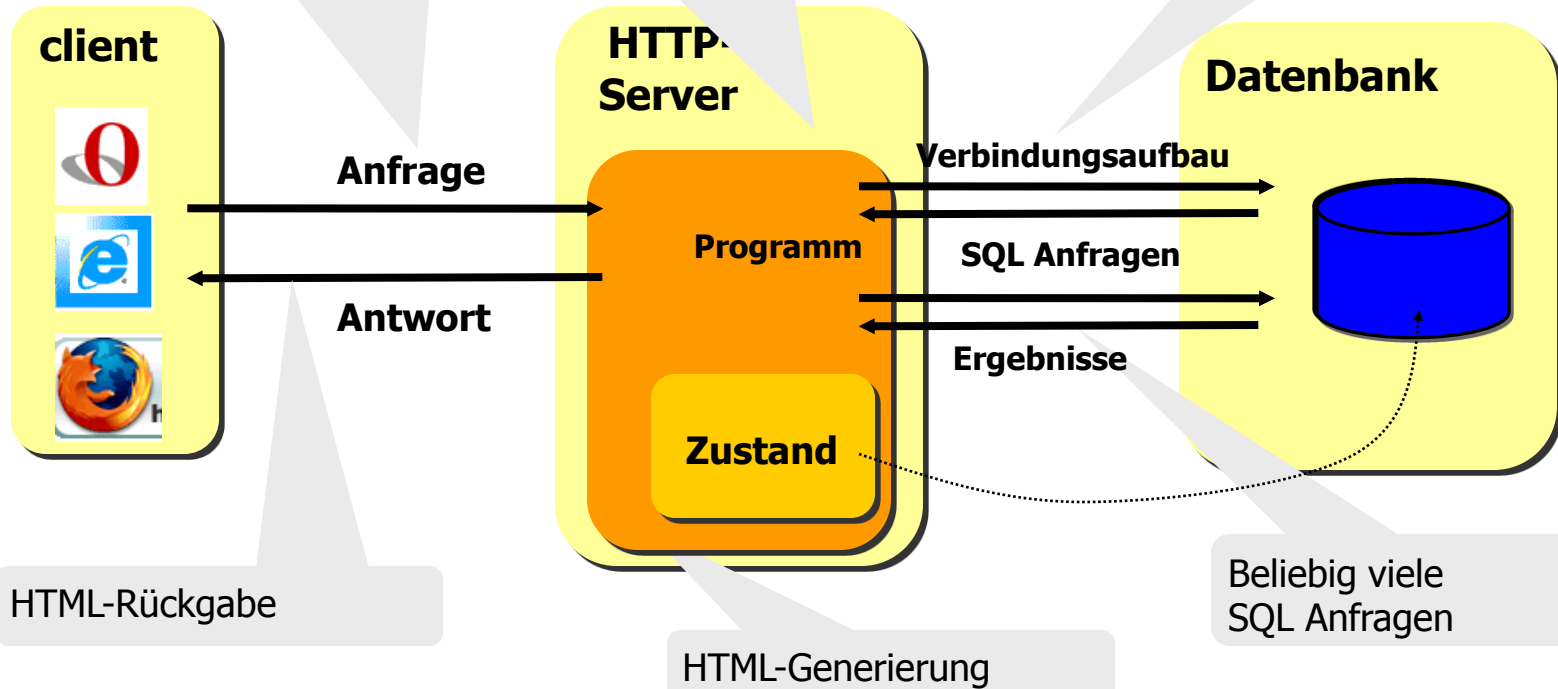 client
HTTP-
Server
Datenbank
Anfrage
Antwort
Programm
Zustand
Verbindungsaufbau
SQL Anfragen
Ergebnisse
HTML-Rückgabe
HTML-Generierung
Beliebig viele
SQL Anfragen